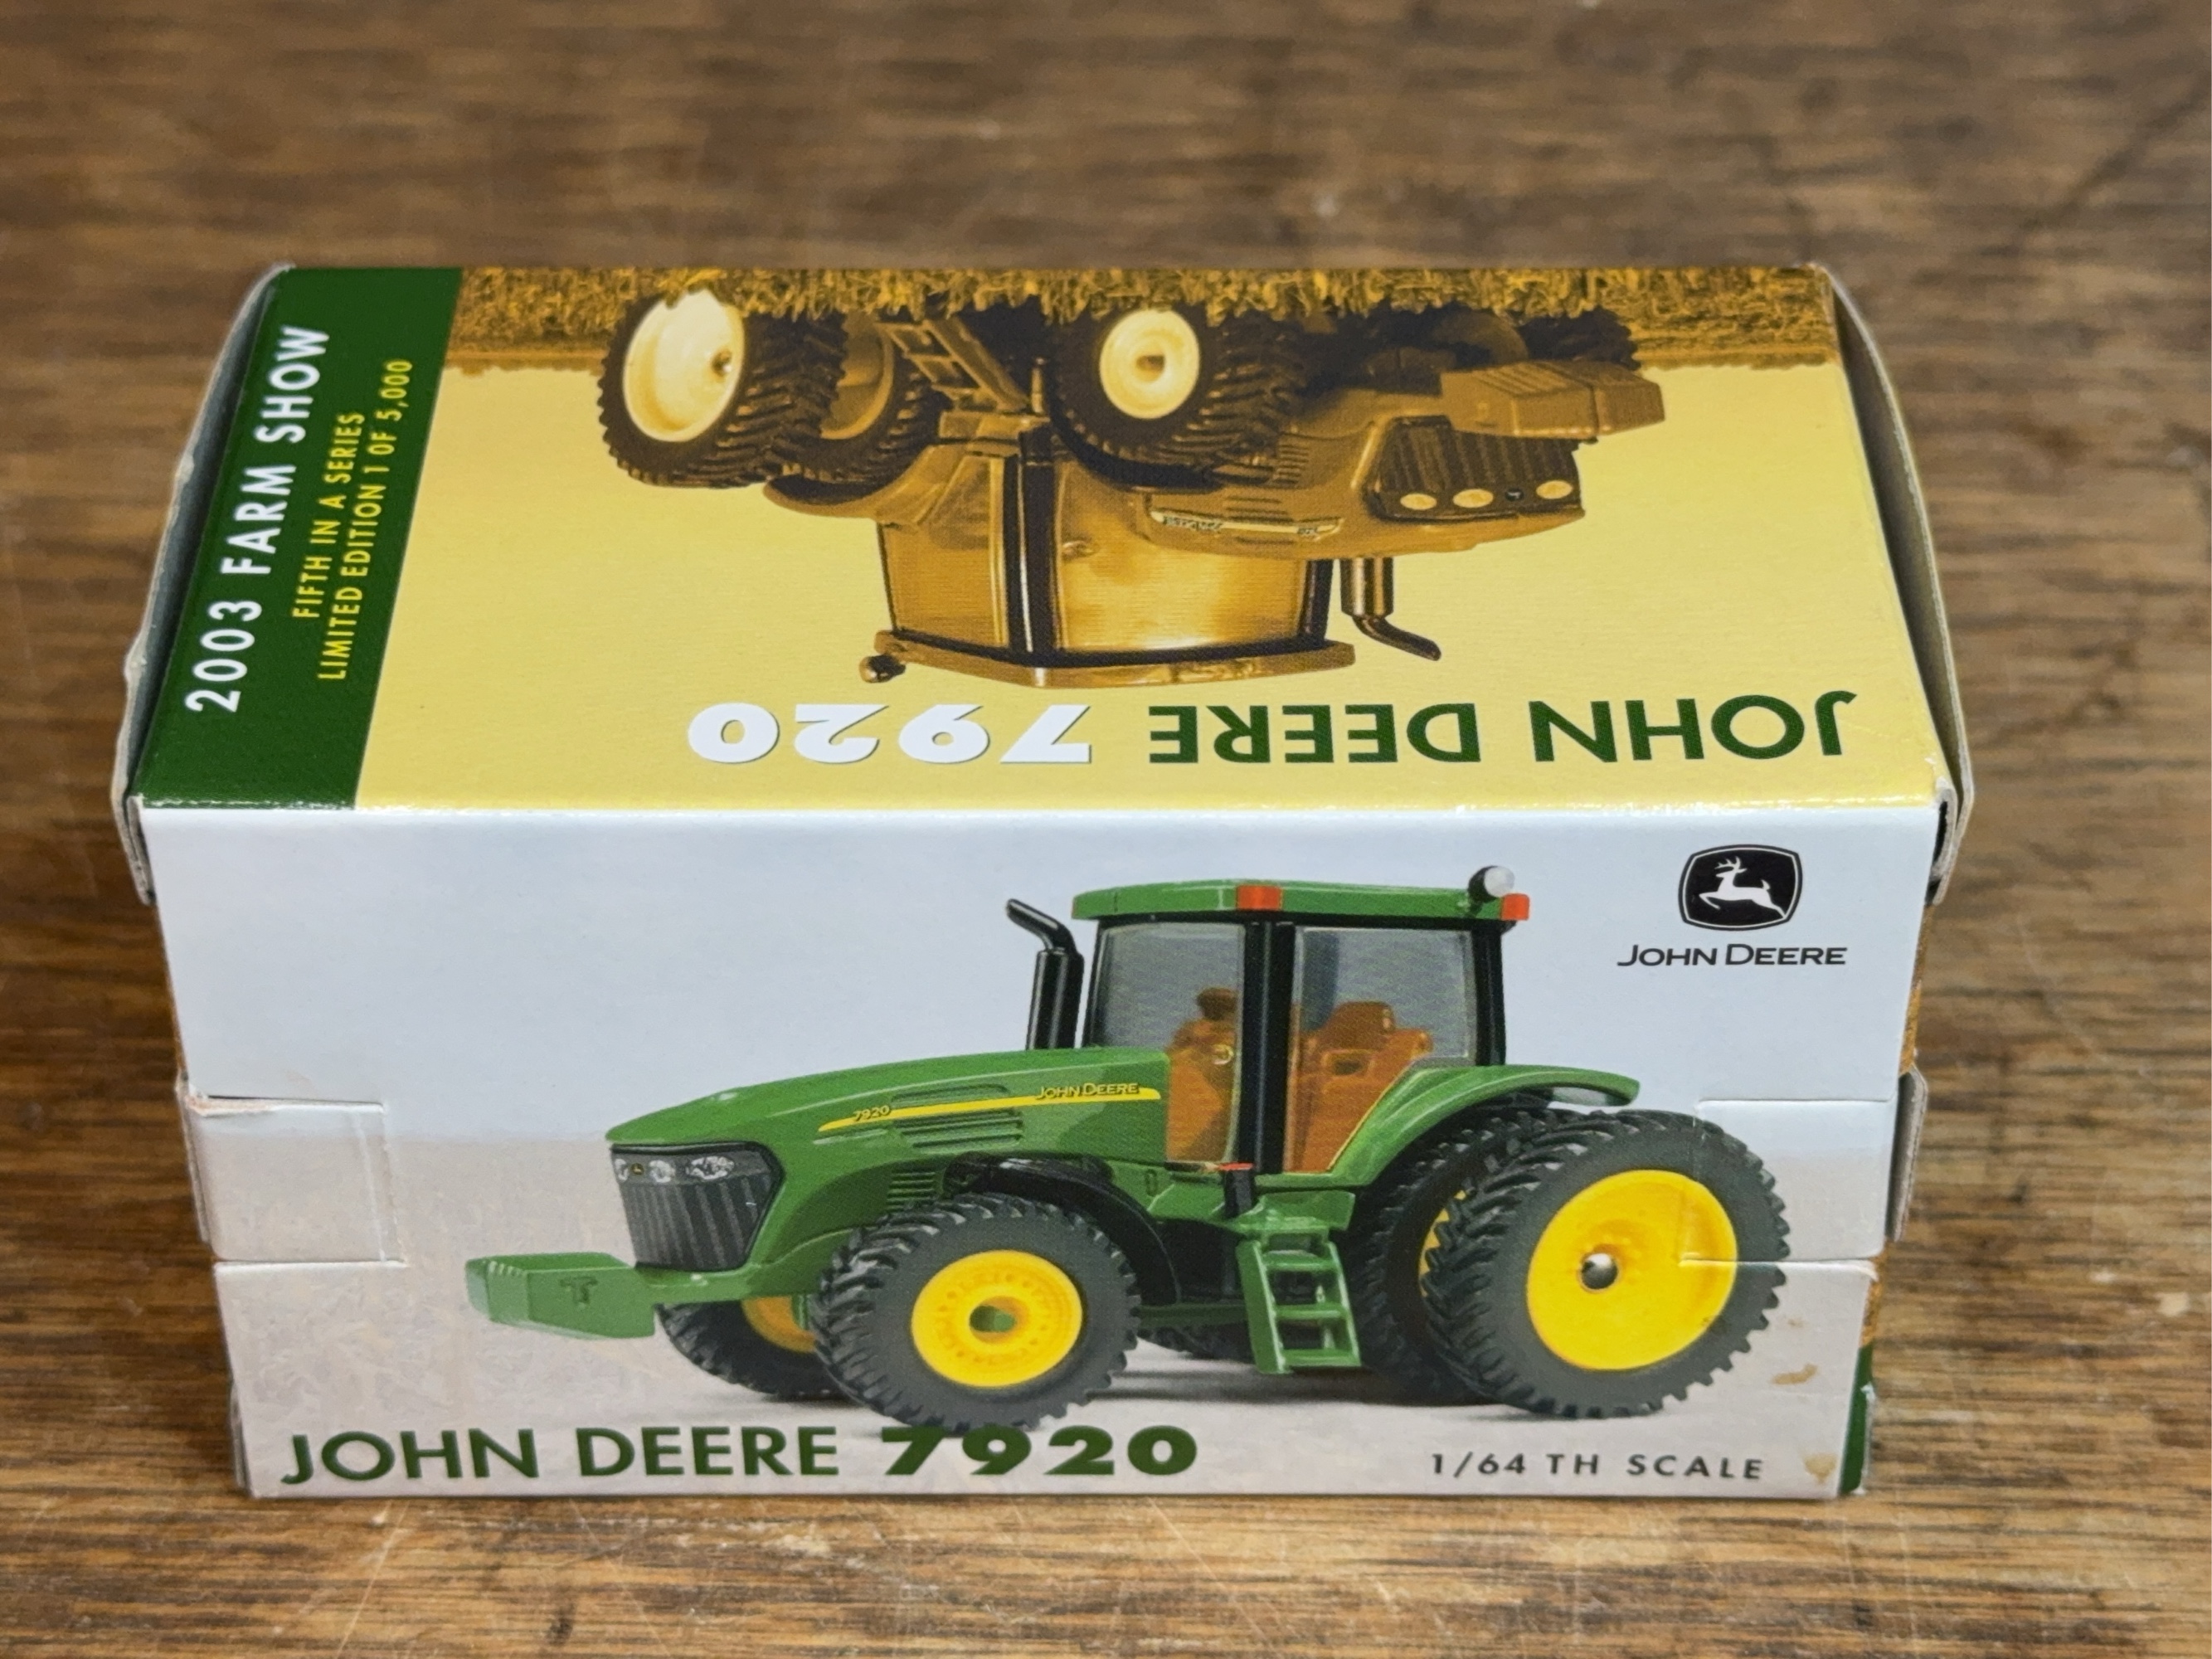 2003 FARM SHOW
FIFTH IN A SERIES
LIMITED EDITION 1 OF 5,000
JOHN DEERE 7920
JOHN DEERE
JOHN DEERE
7920
T
JOHN DEERE 7920
1/64 TH SCALE